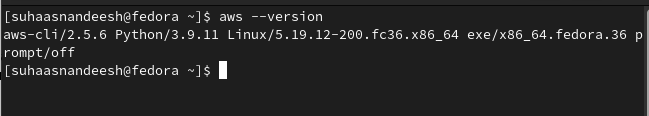 [suhaasnandeesh@fedora ~]$ aws --version
aws-cli/2.5.6 Python/3.9.11 Linux/5.19.12-200.fc36.x86_64 exe/x86_64.fedora.36 p
rompt/off
[suhaasnandeesh@fedora ~]$